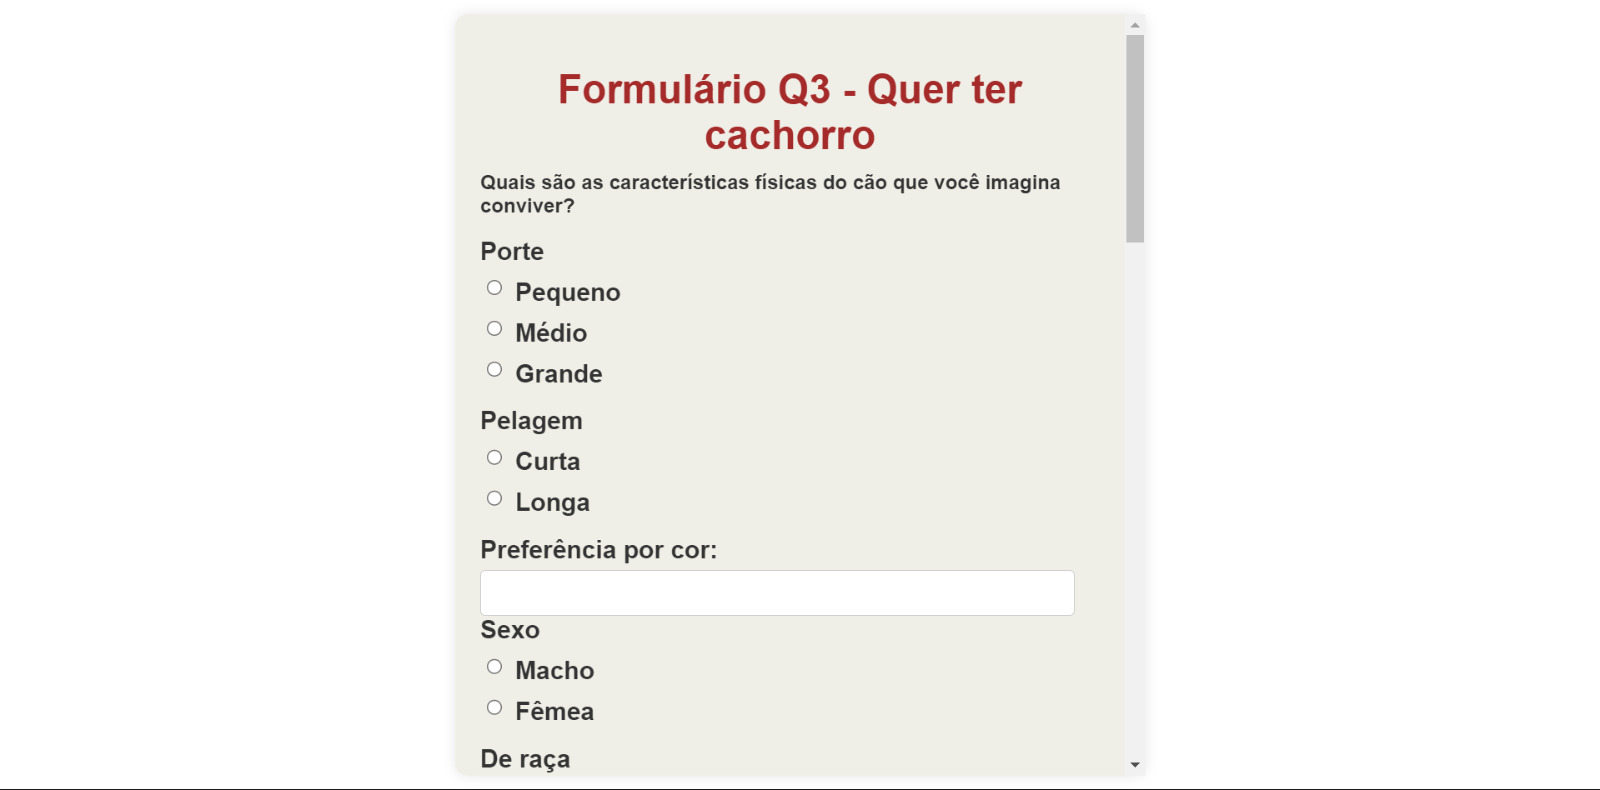 Formulário Q3 - Quer ter
cachorro
Quais são as características físicas do cão que você imagina
conviver?
Porte
Pequeno
Médio
Grande
Pelagem
Curta
Longa
Preferência por cor:
Sexo
Macho
Fêmea
De raça